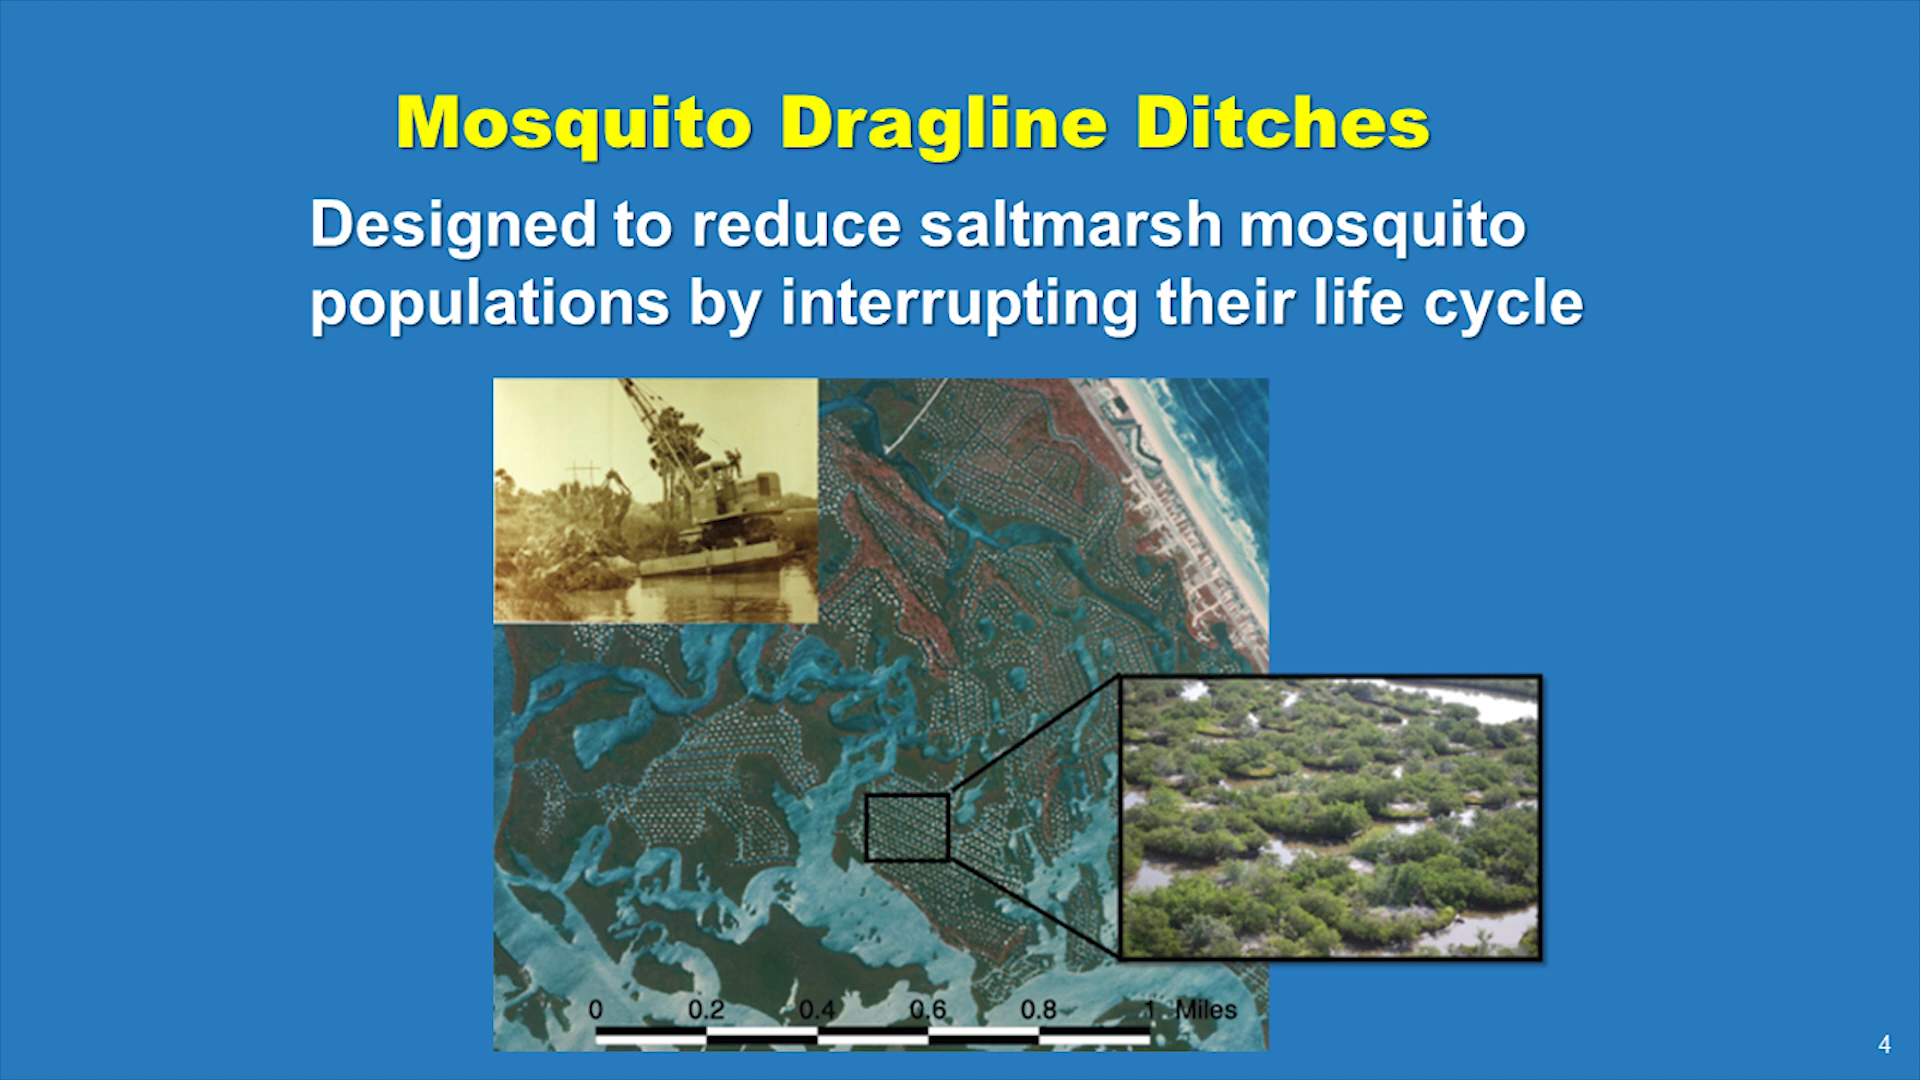 Mosquito Dragline Ditches
Designed to reduce saltmarsh mosquito
populations by interrupting their life cycle
0 0.2 0.4 0.6 0.8 1 Miles
4